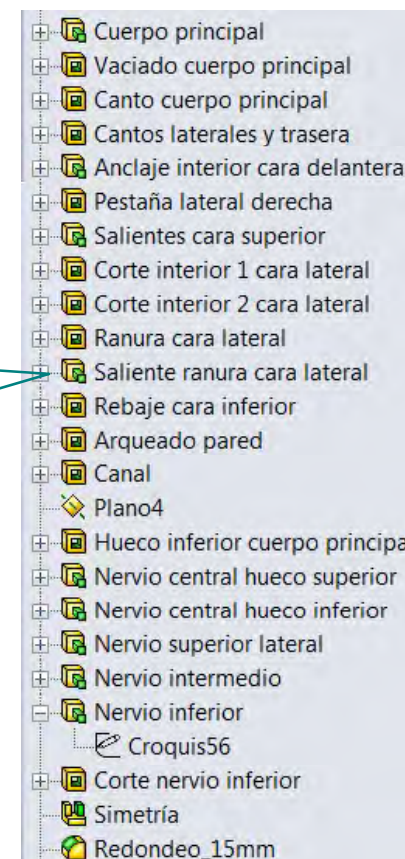 Cuerpo principal
Vaciado cuerpo principal
Canto cuerpo principal
Cantos laterales y trasera
Anclaje interior cara delantera
Pestaña lateral derecha
Salientes cara superior
Corte interior 1 cara lateral
Corte interior 2 cara lateral
Ranura cara lateral
Saliente ranura cara lateral
Rebaje cara inferior
Arqueado pared
Canal
Plano4
Hueco inferior cuerpo principa
Nervio central hueco superior
Nervio central hueco inferior
Nervio superior lateral
Nervio intermedio
Nervio inferior
Croquis56
Corte nervio inferior
Simetría
Redondeo_15mm